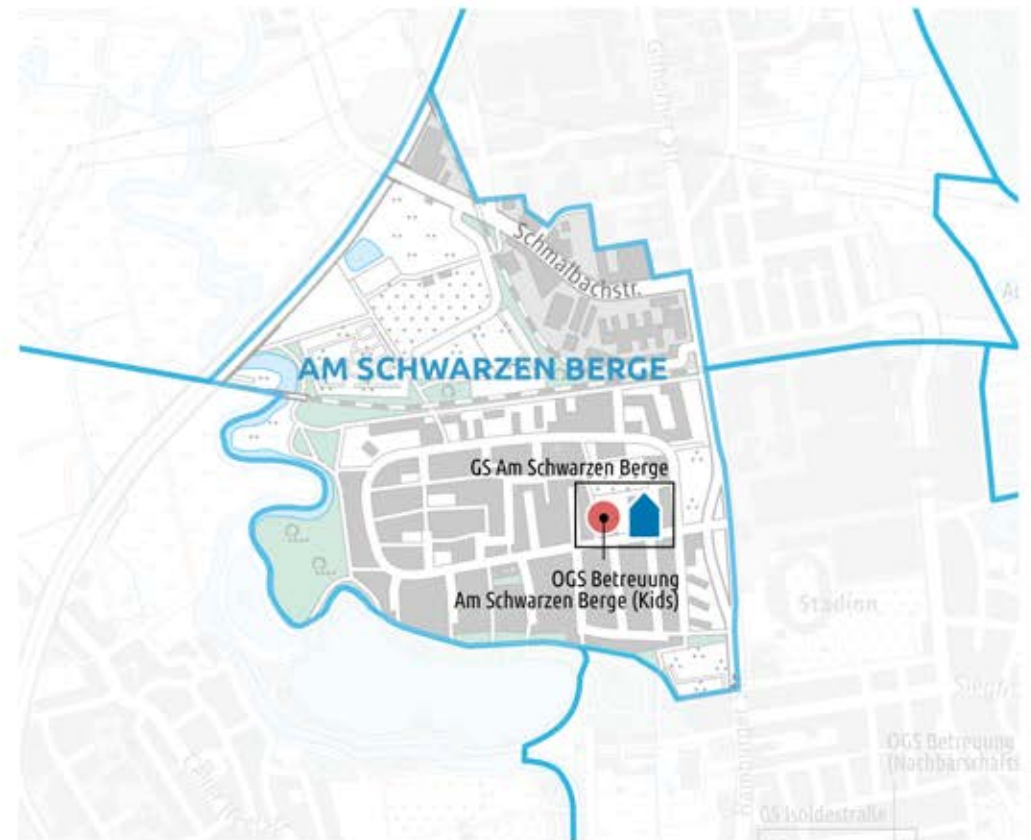 Schmalbachstr.
AM SCHWARZEN BERGE
GS Am Schwarzen Berge
OGS Betreuung
Am Schwarzen Berge (Kids)
Stadion
OGS Betreuung
GS Isoldestraße